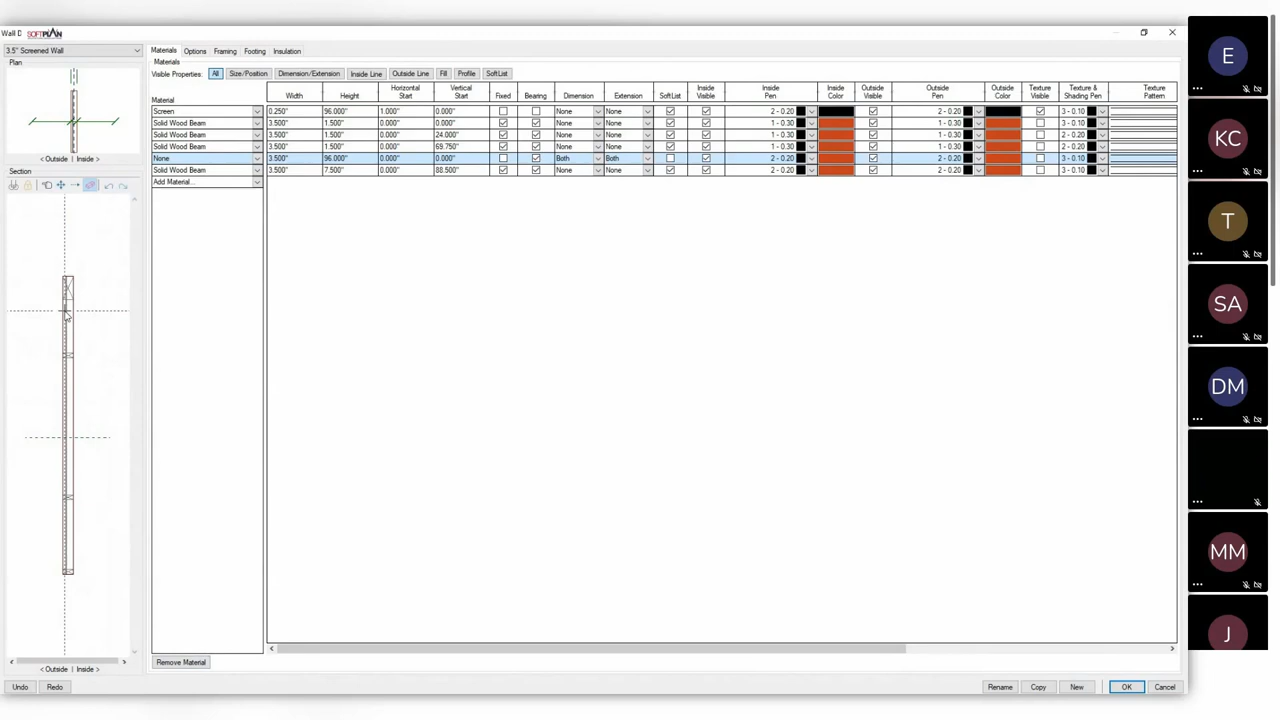 Wall D SOFTPLAN
3.5" Screened Wall
Plan
< Outside | Inside >
Section
< Outside | Inside >
Undo Redo
Materials Options Framing Footing Insulation
Materials
Visible Properties: All Size/Position Dimension/Extension Inside Line Outside Line Fill Profile SoftList
Material Width Height Horizontal Start Vertical Start Fixed Bearing Dimension Extension SoftList Inside Visible Inside Pen Inside Color Outside Visible Outside Pen Outside Color Texture Visible Texture & Shading Pen Texture Pattern
Screen 0.250" 96.000" 1.000" 0.000" None None 2 - 0.20 2 - 0.20 3 - 0.10
Solid Wood Beam 3.500" 1.500" 0.000" 0.000" None None 1 - 0.30 1 - 0.30 3 - 0.10
Solid Wood Beam 3.500" 1.500" 0.000" 24.000" None None 1 - 0.30 1 - 0.30 2 - 0.20
Solid Wood Beam 3.500" 1.500" 0.000" 69.750" None None 1 - 0.30 1 - 0.30 2 - 0.20
None 3.500" 96.000" 0.000" 0.000" Both Both 2 - 0.20 2 - 0.20 3 - 0.10
Solid Wood Beam 3.500" 7.500" 0.000" 88.500" None None 2 - 0.20 2 - 0.20 3 - 0.10
Add Material...
Remove Material
Rename Copy New OK Cancel
E
KC
T
SA
DM
MM
J